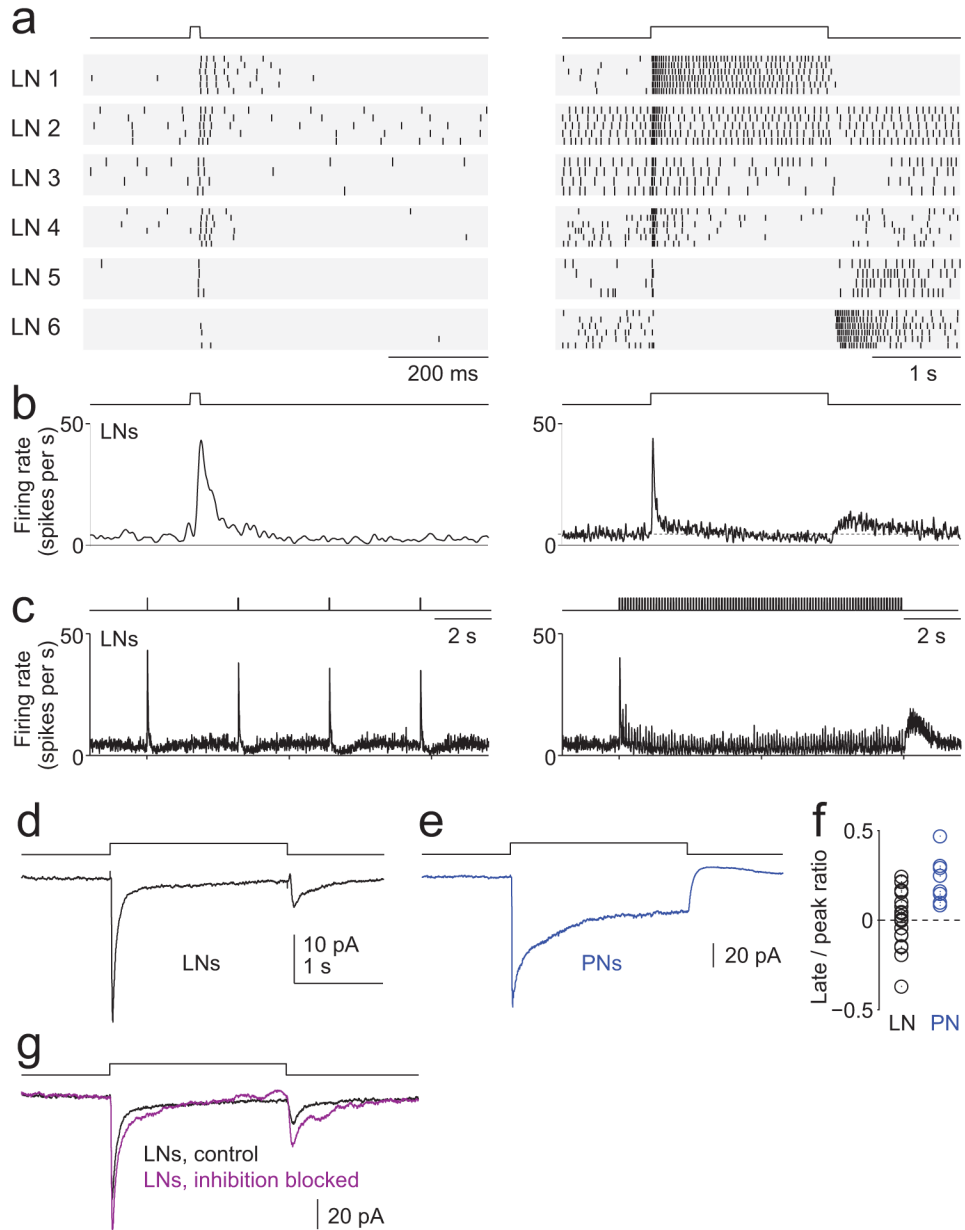 a
LN 1
LN 2
LN 3
LN 4
LN 5
LN 6
200 ms
1 s
b
50
LNs
Firing rate
(spikes per s)
0
50
0
c
2 s
2 s
50
LNs
Firing rate
(spikes per s)
0
50
0
d
10 pA
1 s
LNs
e
20 pA
PNs
f
0.5
Late / peak ratio
0
−0.5
LN
PN
g
LNs, control
LNs, inhibition blocked
20 pA